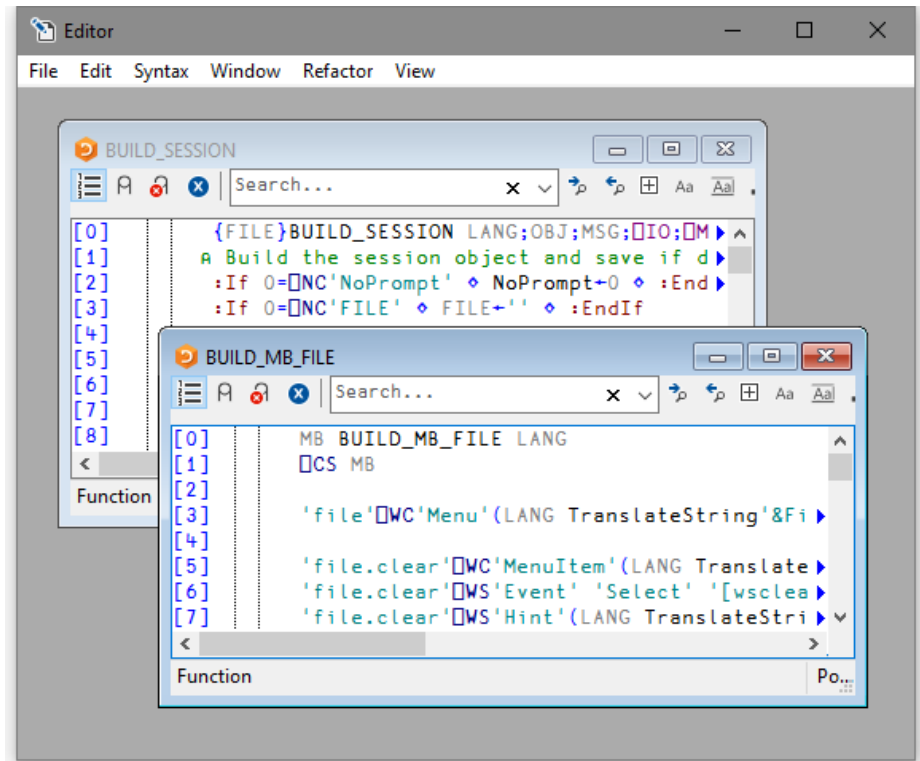 Editor
File Edit Syntax Window Refactor View
BUILD_SESSION
Search...
Aa Aa
[0] {FILE}BUILD_SESSION LANG;OBJ;MSG;⎕IO;⎕M
[1] ⍝ Build the session object and save if d
[2] :If 0=⎕NC'NoPrompt' ⋄ NoPrompt←0 ⋄ :End
[3] :If 0=⎕NC'FILE' ⋄ FILE←'' ⋄ :EndIf
[4]
[5]
[6]
[7]
[8]
Function
BUILD_MB_FILE
Search...
Aa Aa
[0] MB BUILD_MB_FILE LANG
[1] ⎕CS MB
[2]
[3] 'file'⎕WC'Menu'(LANG TranslateString'&Fi
[4]
[5] 'file.clear'⎕WC'MenuItem'(LANG Translate
[6] 'file.clear'⎕WS'Event' 'Select' '[wsclea
[7] 'file.clear'⎕WS'Hint'(LANG TranslateStri
Function Po...